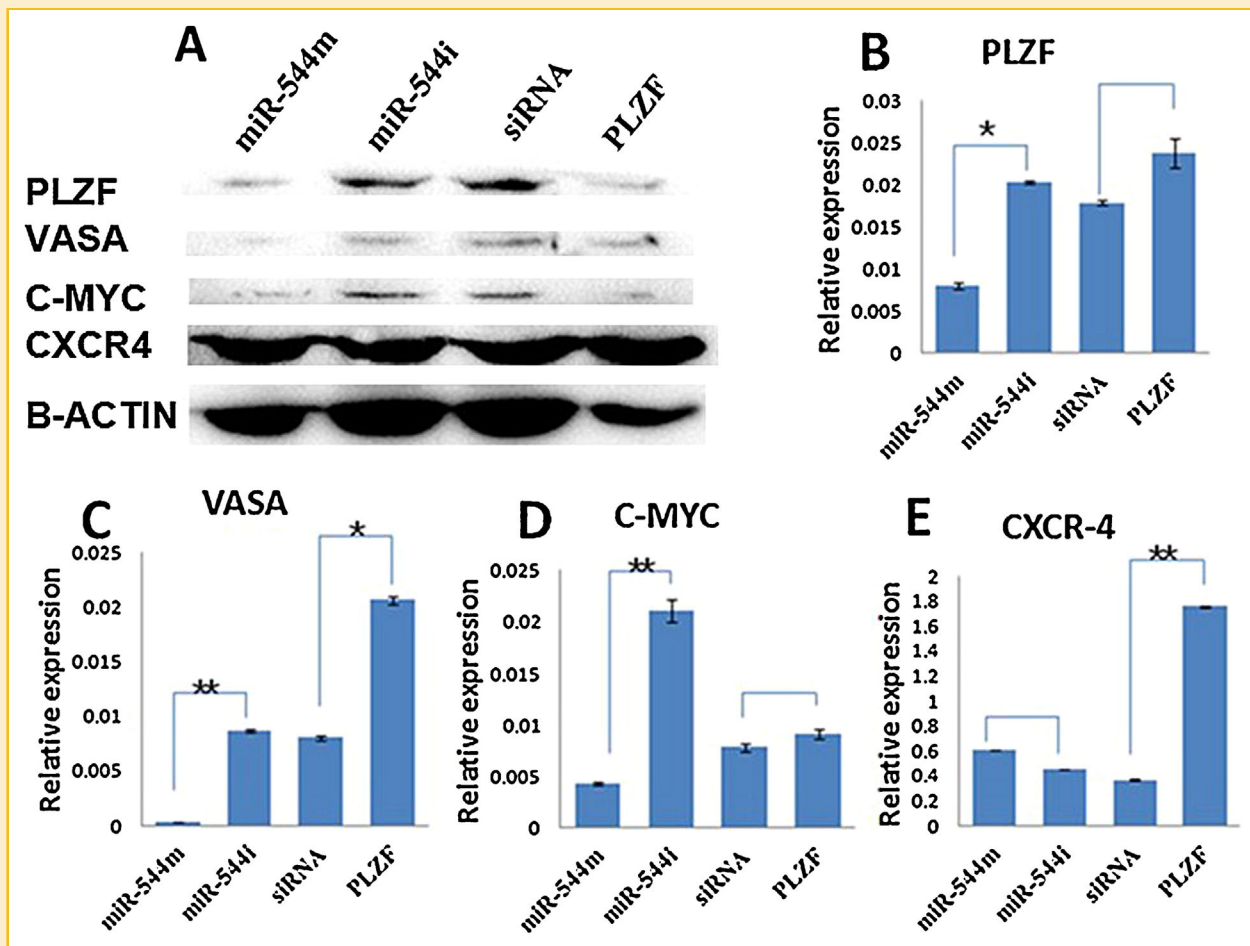 A
miR-544m
miR-544i
siRNA
PLZF
PLZF
VASA
C-MYC
CXCR4
B-ACTIN
B
PLZF
Relative expression
0.03
0.025
0.02
0.015
0.01
0.005
0
*
miR-544m
miR-544i
siRNA
PLZF
C
VASA
Relative expression
0.025
0.02
0.015
0.01
0.005
0
**
*
miR-544m
miR-544i
siRNA
PLZF
D
C-MYC
Relative expression
0.025
0.02
0.015
0.01
0.005
0
**
miR-544m
miR-544i
siRNA
PLZF
E
CXCR-4
Relative expression
2
1.8
1.6
1.4
1.2
1
0.8
0.6
0.4
0.2
0
**
miR-544m
miR-544i
siRNA
PLZF